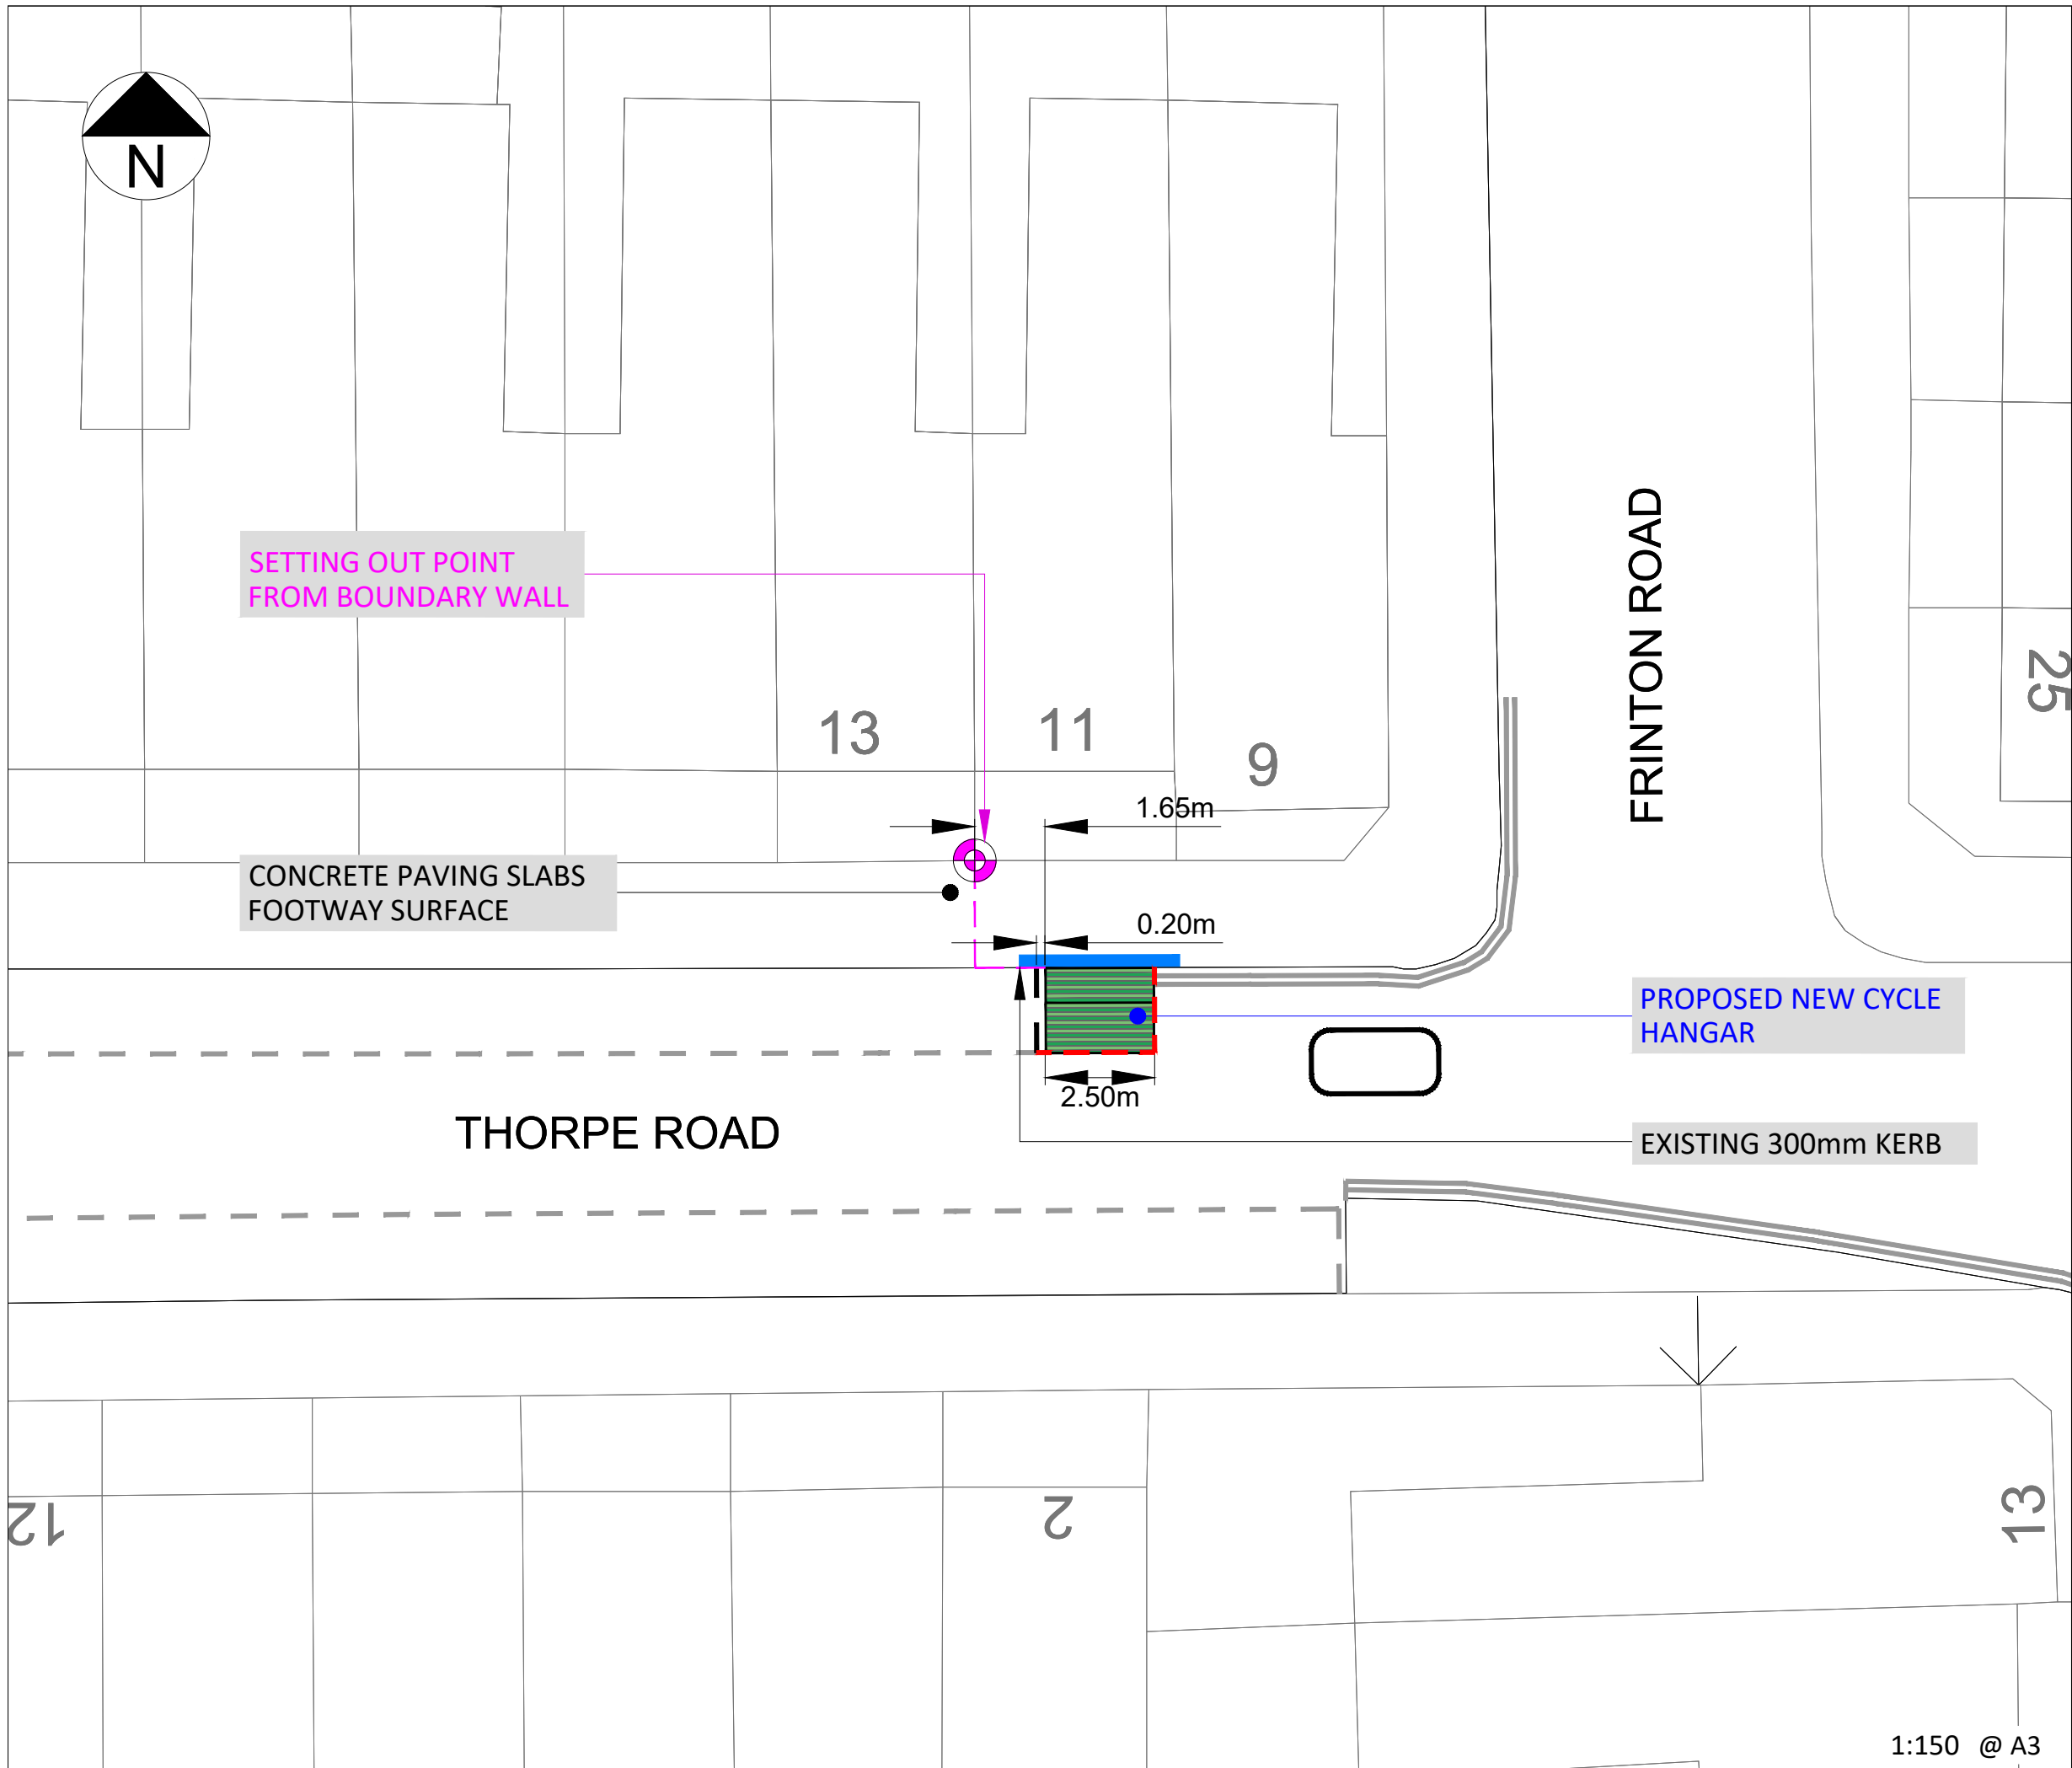 N
SETTING OUT POINT
FROM BOUNDARY WALL
FRINTON ROAD
25
13
11
9
1.65m
CONCRETE PAVING SLABS
FOOTWAY SURFACE
0.20m
PROPOSED NEW CYCLE
HANGAR
2.50m
THORPE ROAD
EXISTING 300mm KERB
12
2
13
1:150 @ A3